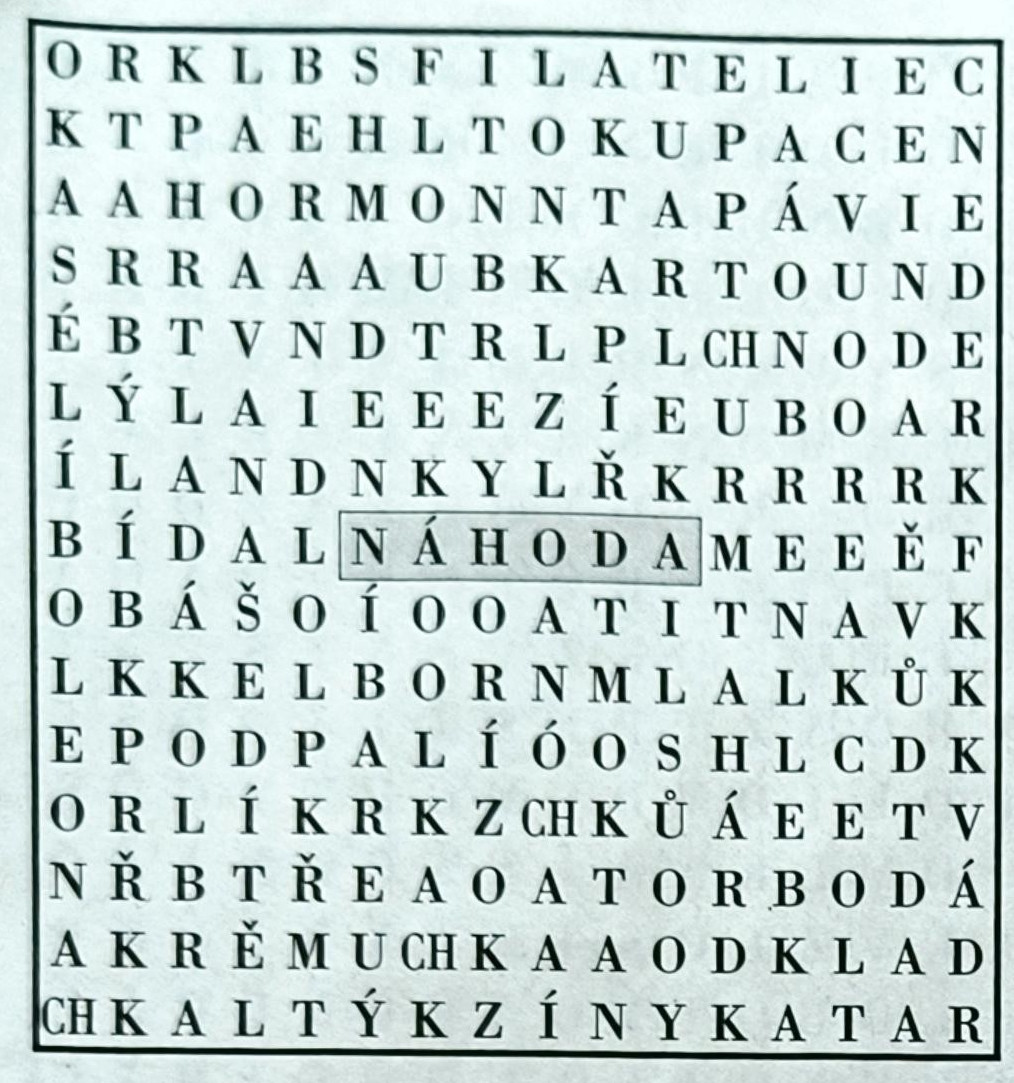 O R K L B S F I L A T E L I E C
K T P A E H L T O K U P A C E N
A A H O R M O N N T A P Á V I E
S R R A A A U B K A R T O U N D
É B T V N D T R L P L CH N O D E
L Ý L A I E E E Z Í E U B O A R
Í L A N D N K Y L Ř K R R R R K
B Í D A L N Á H O D A M E E Ě F
O B Á Š O Í O O A T I T N A V K
L K K E L B O R N M L A L K Ů K
E P O D P A L Í Ó O S H L C D K
O R L Í K R K Z CH K Ů Á E E T V
N Ř B T Ř E A O A T O R B O D Á
A K R Ě M U CH K A A O D K L A D
CH K A L T Ý K Z Í N Y K A T A R